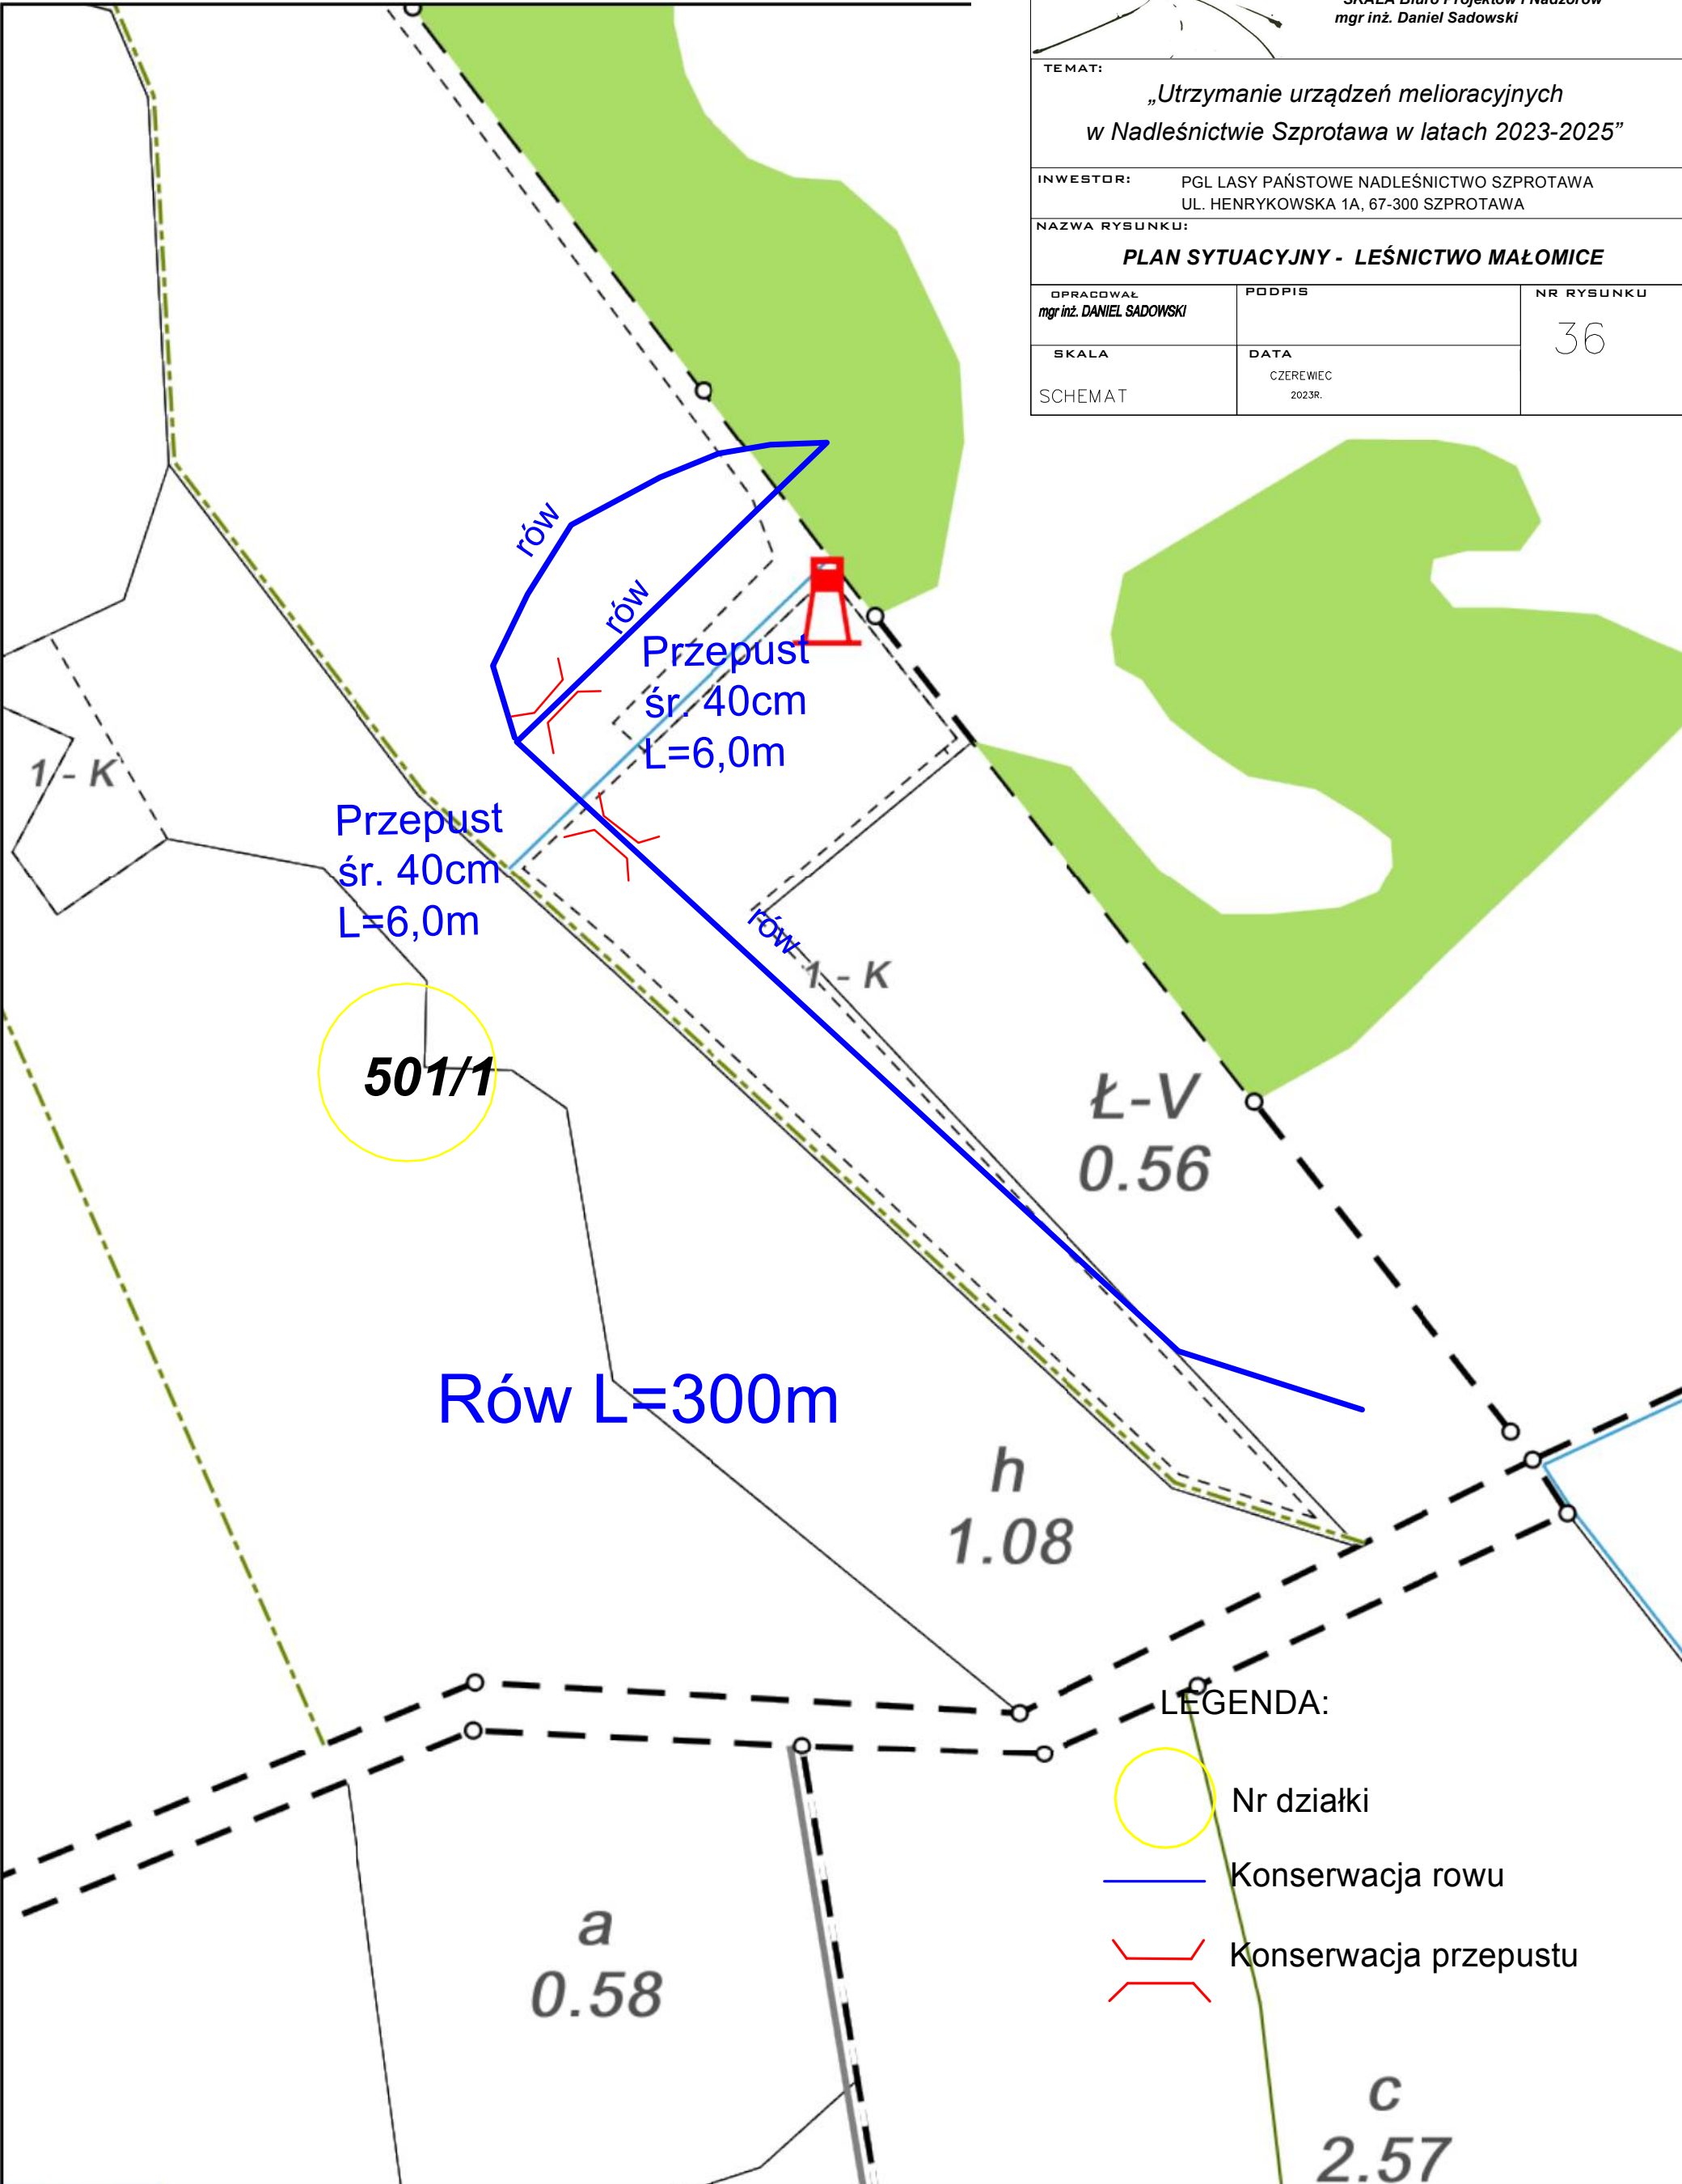 SKALA Biuro Projektów i Nadzorów
mgr inż. Daniel Sadowski
TEMAT:
„Utrzymanie urządzeń melioracyjnych
w Nadleśnictwie Szprotawa w latach 2023-2025”
INWESTOR:
PGL LASY PAŃSTOWE NADLEŚNICTWO SZPROTAWA
UL. HENRYKOWSKA 1A, 67-300 SZPROTAWA
NAZWA RYSUNKU:
PLAN SYTUACYJNY - LEŚNICTWO MAŁOMICE
OPRACOWAŁ
mgr inż. DANIEL SADOWSKI
PODPIS
NR RYSUNKU
36
SKALA
SCHEMAT
DATA
CZEREWIEC
2023R.
rów
rów
Przepust
śr. 40cm
L=6,0m
1 - K
Przepust
śr. 40cm
L=6,0m
rów
1 - K
501/1
Ł-V
0.56
Rów L=300m
h
1.08
LEGENDA:
Nr działki
Konserwacja rowu
Konserwacja przepustu
a
0.58
c
2.57